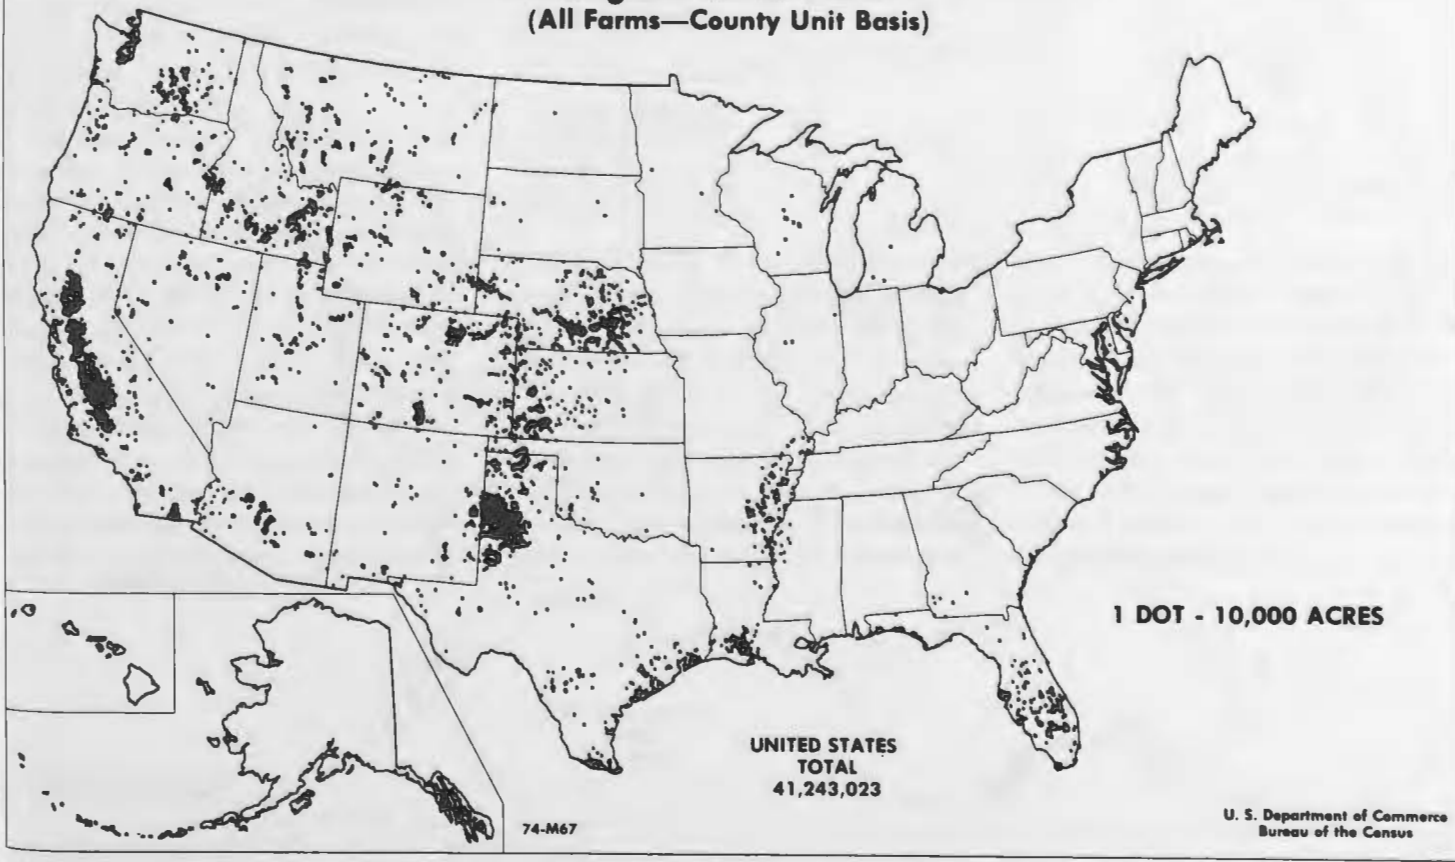 (All Farms—County Unit Basis)
1 DOT - 10,000 ACRES
UNITED STATES
TOTAL
41,243,023
74-M67
U. S. Department of Commerce
Bureau of the Census